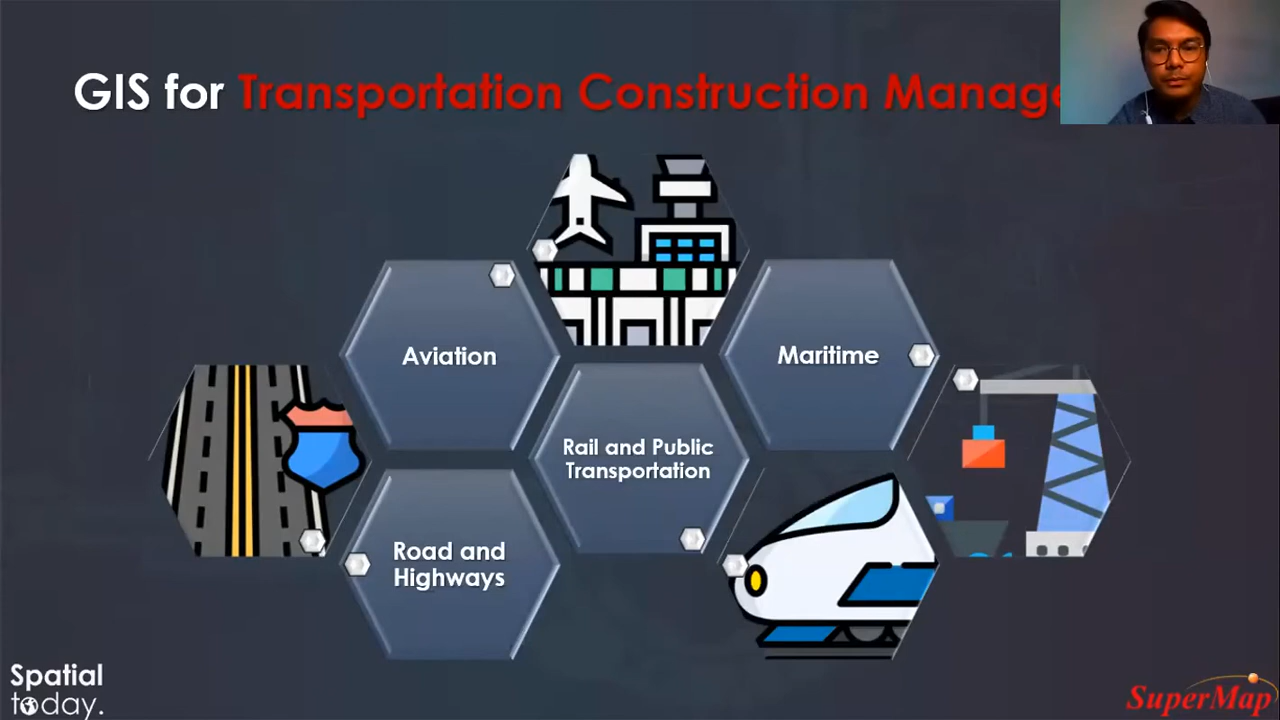 GIS for Transportation Construction Manage
Aviation
Maritime
Rail and Public
Transportation
Road and
Highways
Spatial
today.
SuperMap